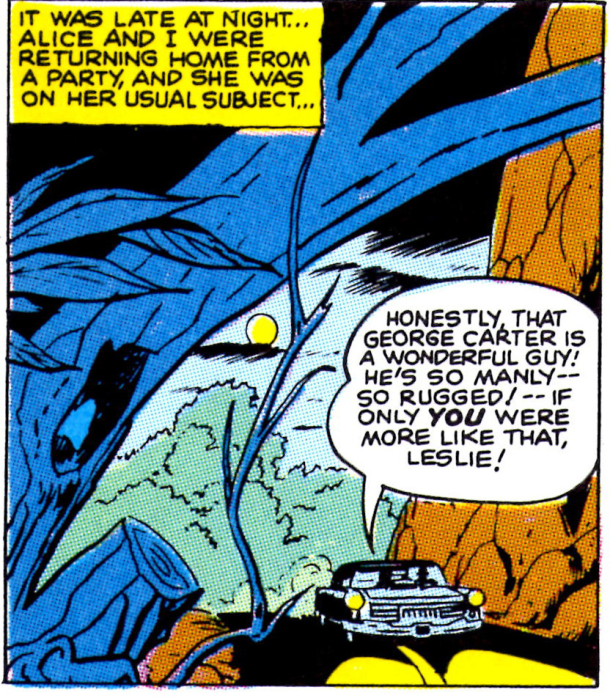 IT WAS LATE AT NIGHT...
ALICE AND I WERE
RETURNING HOME FROM
A PARTY, AND SHE WAS
ON HER USUAL SUBJECT...
HONESTLY, THAT
GEORGE CARTER IS
A WONDERFUL GUY!
HE'S SO MANLY--
SO RUGGED! -- IF
ONLY YOU WERE
MORE LIKE THAT,
LESLIE!